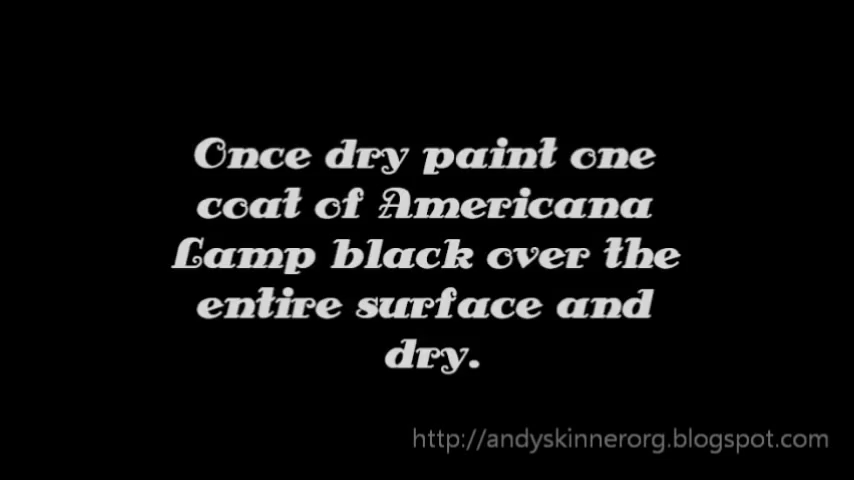 Once dry paint one
coat of Americana
Lamp black over the
entire surface and
dry.
http://andyskinnerorg.blogspot.com